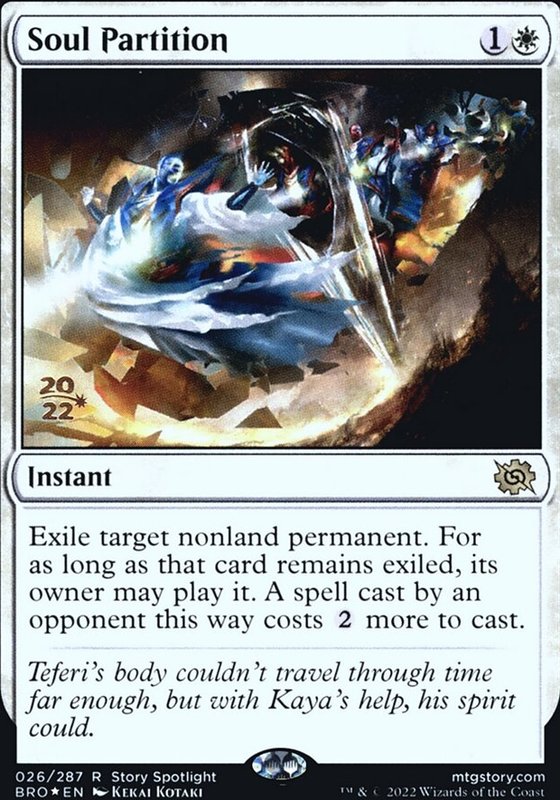 Soul Partition 1
20
22
Instant
Exile target nonland permanent. For
as long as that card remains exiled, its
owner may play it. A spell cast by an
opponent this way costs 2 more to cast.
Teferi's body couldn't travel through time
far enough, but with Kaya's help, his spirit
could.
026/287 R Story Spotlight mtgstory.com
BRO★EN Kekai Kotaki ™ & © 2022 Wizards of the Coast